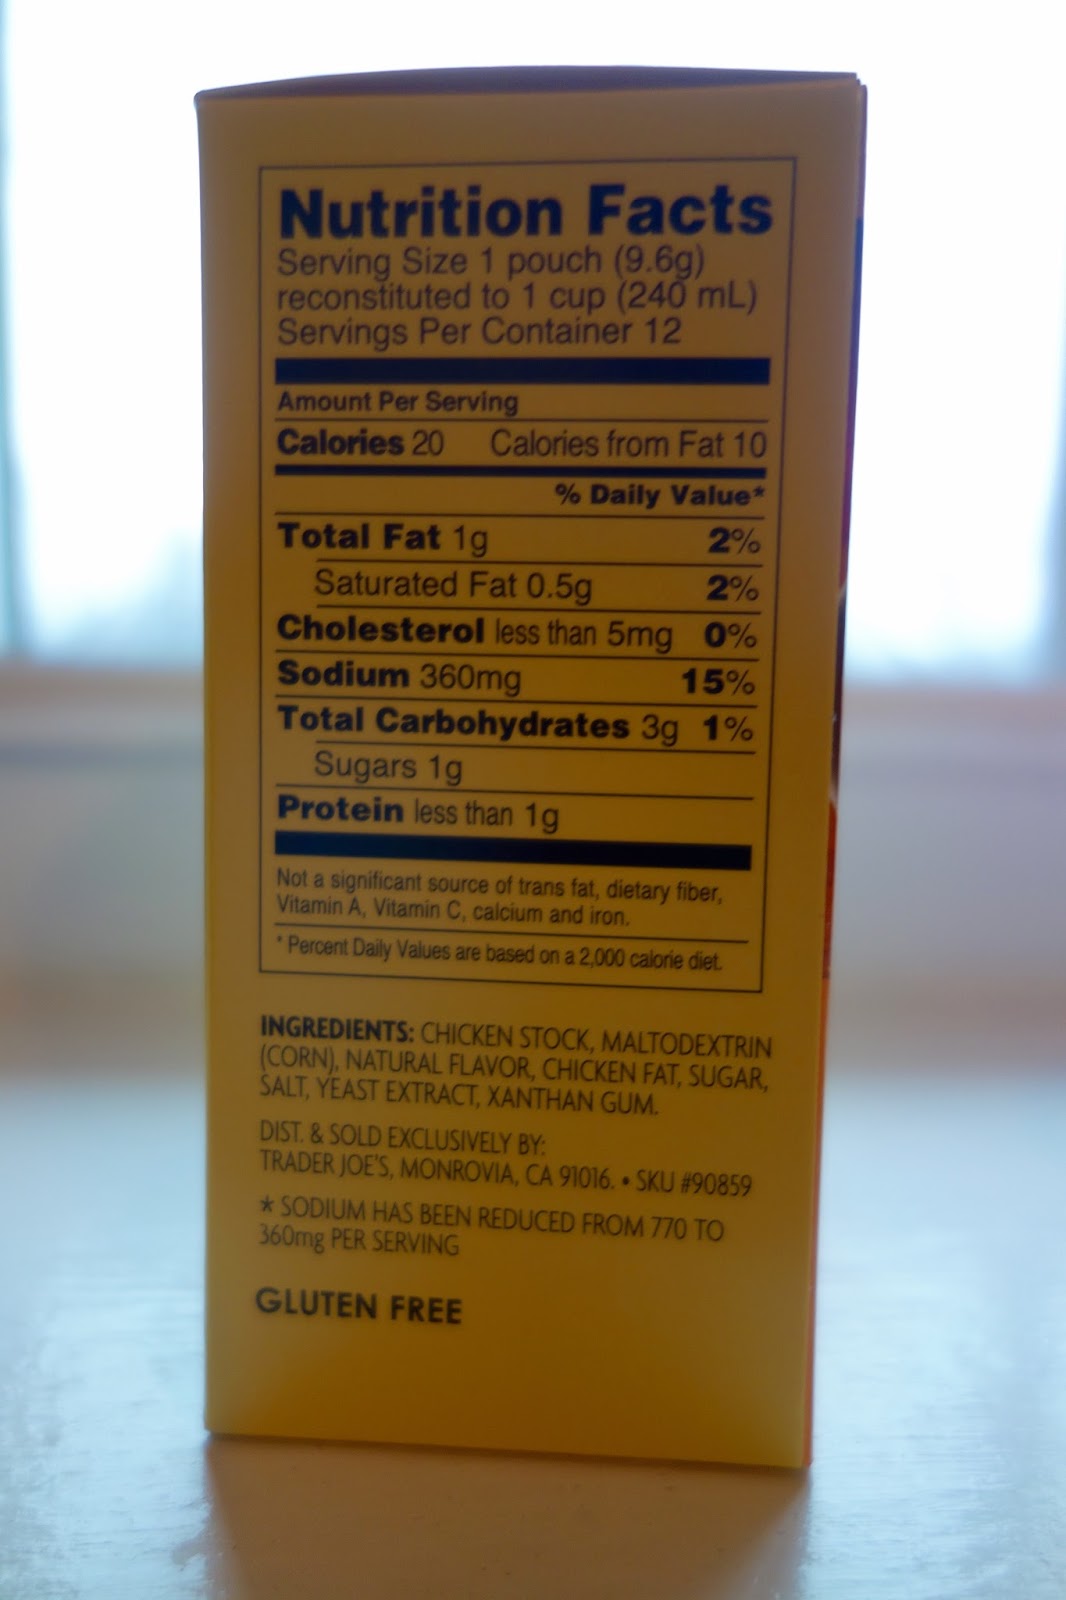 Nutrition Facts
Serving Size 1 pouch (9.6g)
reconstituted to 1 cup (240 mL)
Servings Per Container 12
Amount Per Serving
Calories 20 Calories from Fat 10
% Daily Value*
Total Fat 1g 2%
Saturated Fat 0.5g 2%
Cholesterol less than 5mg 0%
Sodium 360mg 15%
Total Carbohydrates 3g 1%
Sugars 1g
Protein less than 1g
Not a significant source of trans fat, dietary fiber,
Vitamin A, Vitamin C, calcium and iron.
* Percent Daily Values are based on a 2,000 calorie diet.
INGREDIENTS: CHICKEN STOCK, MALTODEXTRIN
(CORN), NATURAL FLAVOR, CHICKEN FAT, SUGAR,
SALT, YEAST EXTRACT, XANTHAN GUM.
DIST. & SOLD EXCLUSIVELY BY:
TRADER JOE'S, MONROVIA, CA 91016. • SKU #90859
* SODIUM HAS BEEN REDUCED FROM 770 TO
360mg PER SERVING
GLUTEN FREE